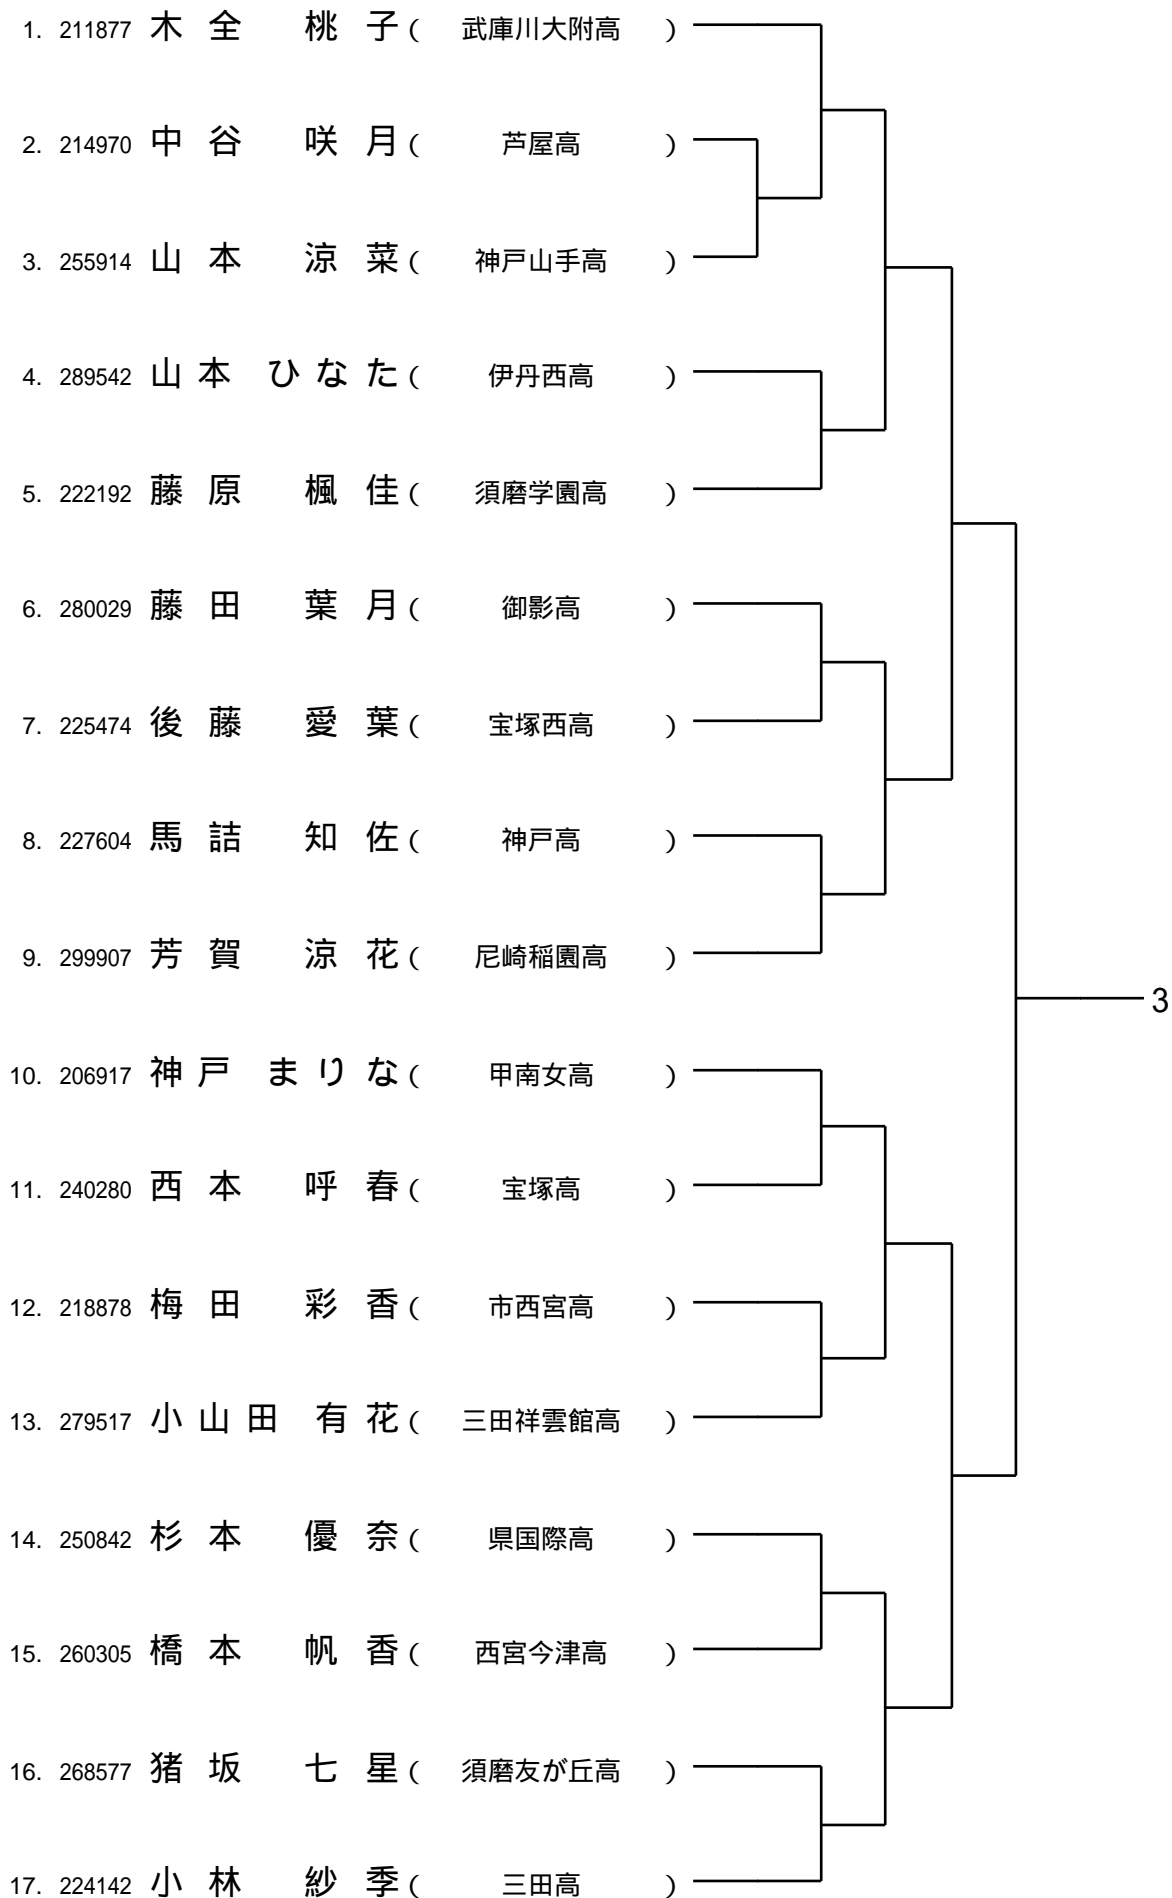 1. 211877 木全 桃子 ( 武庫川大附高 )
2. 214970 中谷 咲月 ( 芦屋高 )
3. 255914 山本 涼菜 ( 神戸山手高 )
4. 289542 山本 ひなた ( 伊丹西高 )
5. 222192 藤原 楓佳 ( 須磨学園高 )
6. 280029 藤田 葉月 ( 御影高 )
7. 225474 後藤 愛葉 ( 宝塚西高 )
8. 227604 馬詰 知佐 ( 神戸高 )
9. 299907 芳賀 涼花 ( 尼崎稲園高 )
3
10. 206917 神戸 まりな ( 甲南女高 )
11. 240280 西本 呼春 ( 宝塚高 )
12. 218878 梅田 彩香 ( 市西宮高 )
13. 279517 小山田 有花 ( 三田祥雲館高 )
14. 250842 杉本 優奈 ( 県国際高 )
15. 260305 橋本 帆香 ( 西宮今津高 )
16. 268577 猪坂 七星 ( 須磨友が丘高 )
17. 224142 小林 紗季 ( 三田高 )